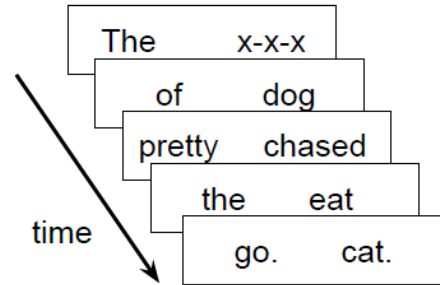 The x-x-x
of dog
pretty chased
the eat
time
go. cat.